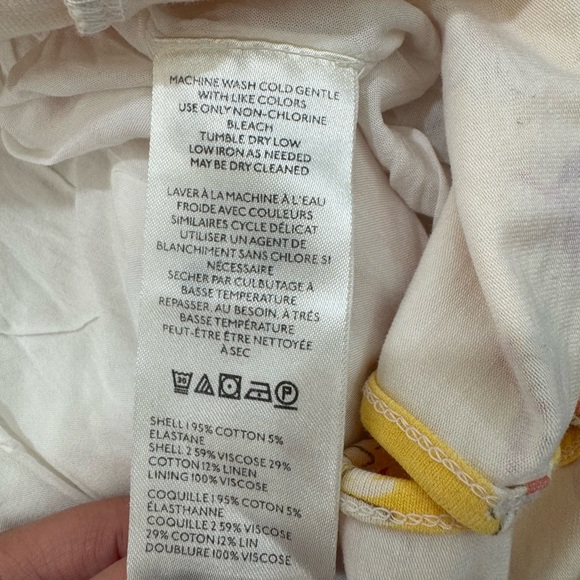 MACHINE WASH COLD GENTLE
WITH LIKE COLORS
USE ONLY NON-CHLORINE
BLEACH
TUMBLE DRY LOW
LOW IRON AS NEEDED
MAY BE DRY CLEANED
LAVER À LA MACHINE À L'EAU
FROIDE AVEC COULEURS
SIMILAIRES CYCLE DÉLICAT
UTILISER UN AGENT DE
BLANCHIMENT SANS CHLORE SI
NÉCESSAIRE
SECHER PAR CULBUTAGE À
BASSE TEMPERATURE
REPASSER, AU BESOIN, À TRÉS
BASSE TEMPÉRATURE
PEUT-ÊTRE ÊTRE NETTOYÉE
À SEC
30 P
SHELL 1 95% COTTON 5%
ELASTANE
SHELL 2 59% VISCOSE 29%
COTTON 12% LINEN
LINING 100% VISCOSE
COQUILLE 1 95% COTON 5%
ÉLASTHANNE
COQUILLE 2 59% VISCOSE
29% COTON 12% LIN
DOUBLURE 100% VISCOSE